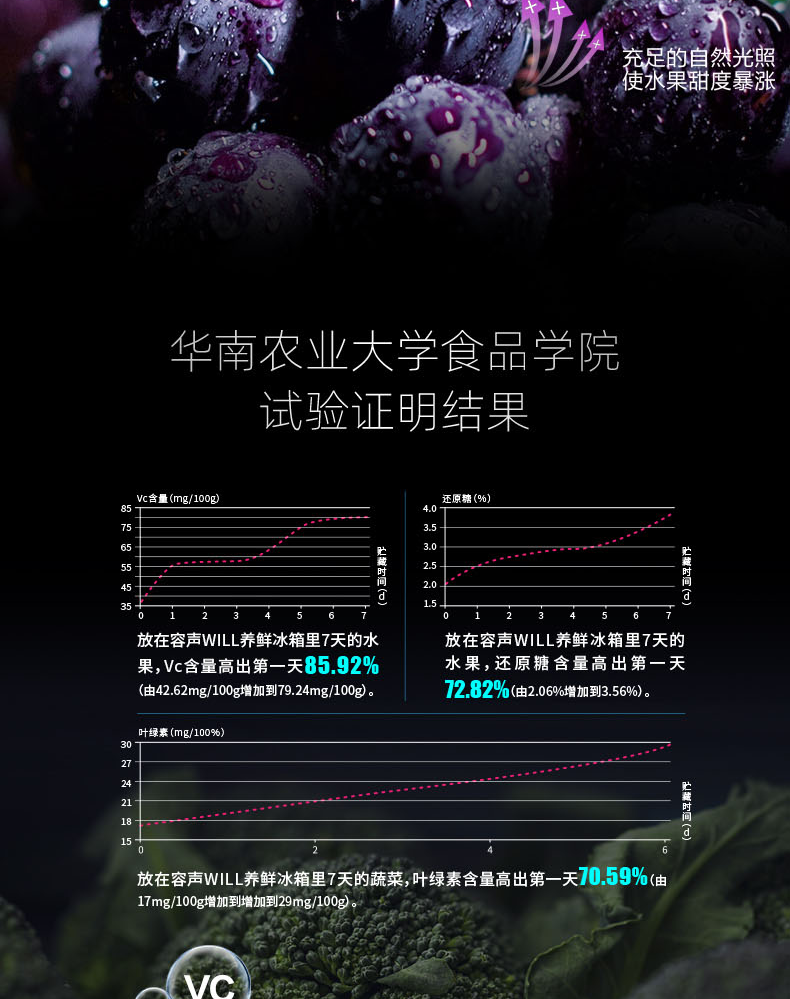 充足的自然光照
使水果甜度暴涨
华南农业大学食品学院
试验证明结果
Vc含量(mg/100g)
85
75
65
55
45
35
0 1 2 3 4 5 6 7
贮藏时间(d)
放在容声WILL养鲜冰箱里7天的水
果,Vc含量高出第一天85.92%
(由42.62mg/100g增加到79.24mg/100g)。
还原糖(%)
4.0
3.5
3.0
2.5
2.0
1.5
0 1 2 3 4 5 6 7
贮藏时间(d)
放在容声WILL养鲜冰箱里7天的
水果,还原糖含量高出第一天
72.82%(由2.06%增加到3.56%)。
叶绿素(mg/100%)
30
27
24
21
18
15
0 2 4 6
贮藏时间(d)
放在容声WILL养鲜冰箱里7天的蔬菜,叶绿素含量高出第一天70.59%(由
17mg/100g增加到增加到29mg/100g)。
VC